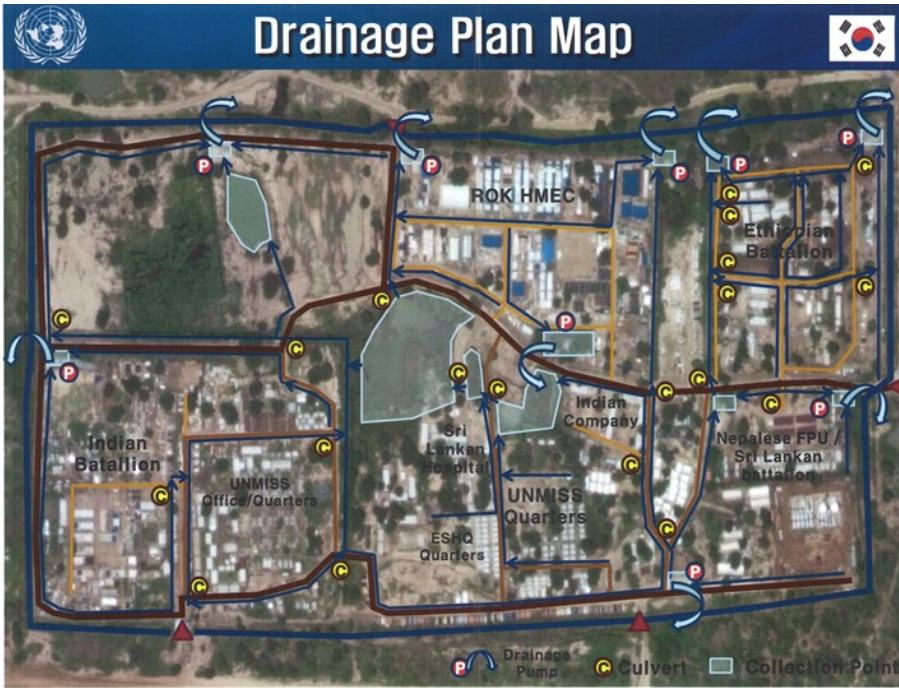 Drainage Plan Map
P
P
P
P
P
P
ROK HMEC
C
C
C
Ethiopian
Battalion
C
C
C
C
C
P
C
P
C
C
C
C
C
P
Indian
Company
Sri
Lankan
Hospital
Nepalese FPU /
Sri Lankan
battalion
Indian
Batallion
C
UNMISS
Office/Quarters
C
C
UNMISS
Quarters
C
ESHQ
Quarters
C
C
P
P
Drainage
Pump
C
Culvert
Collection Point